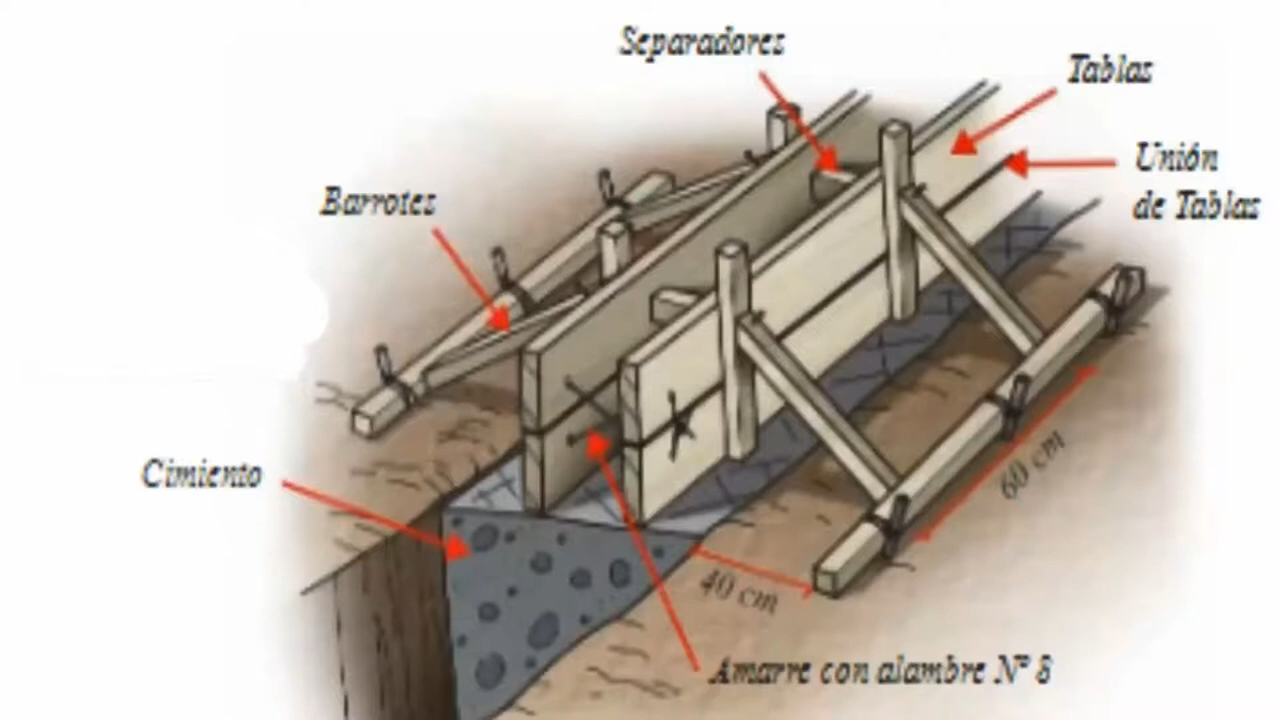 Separadores
Tablas
Unión
de Tablas
Barrotes
Cimiento
60 cm
40 cm
Amarre con alambre N° 8